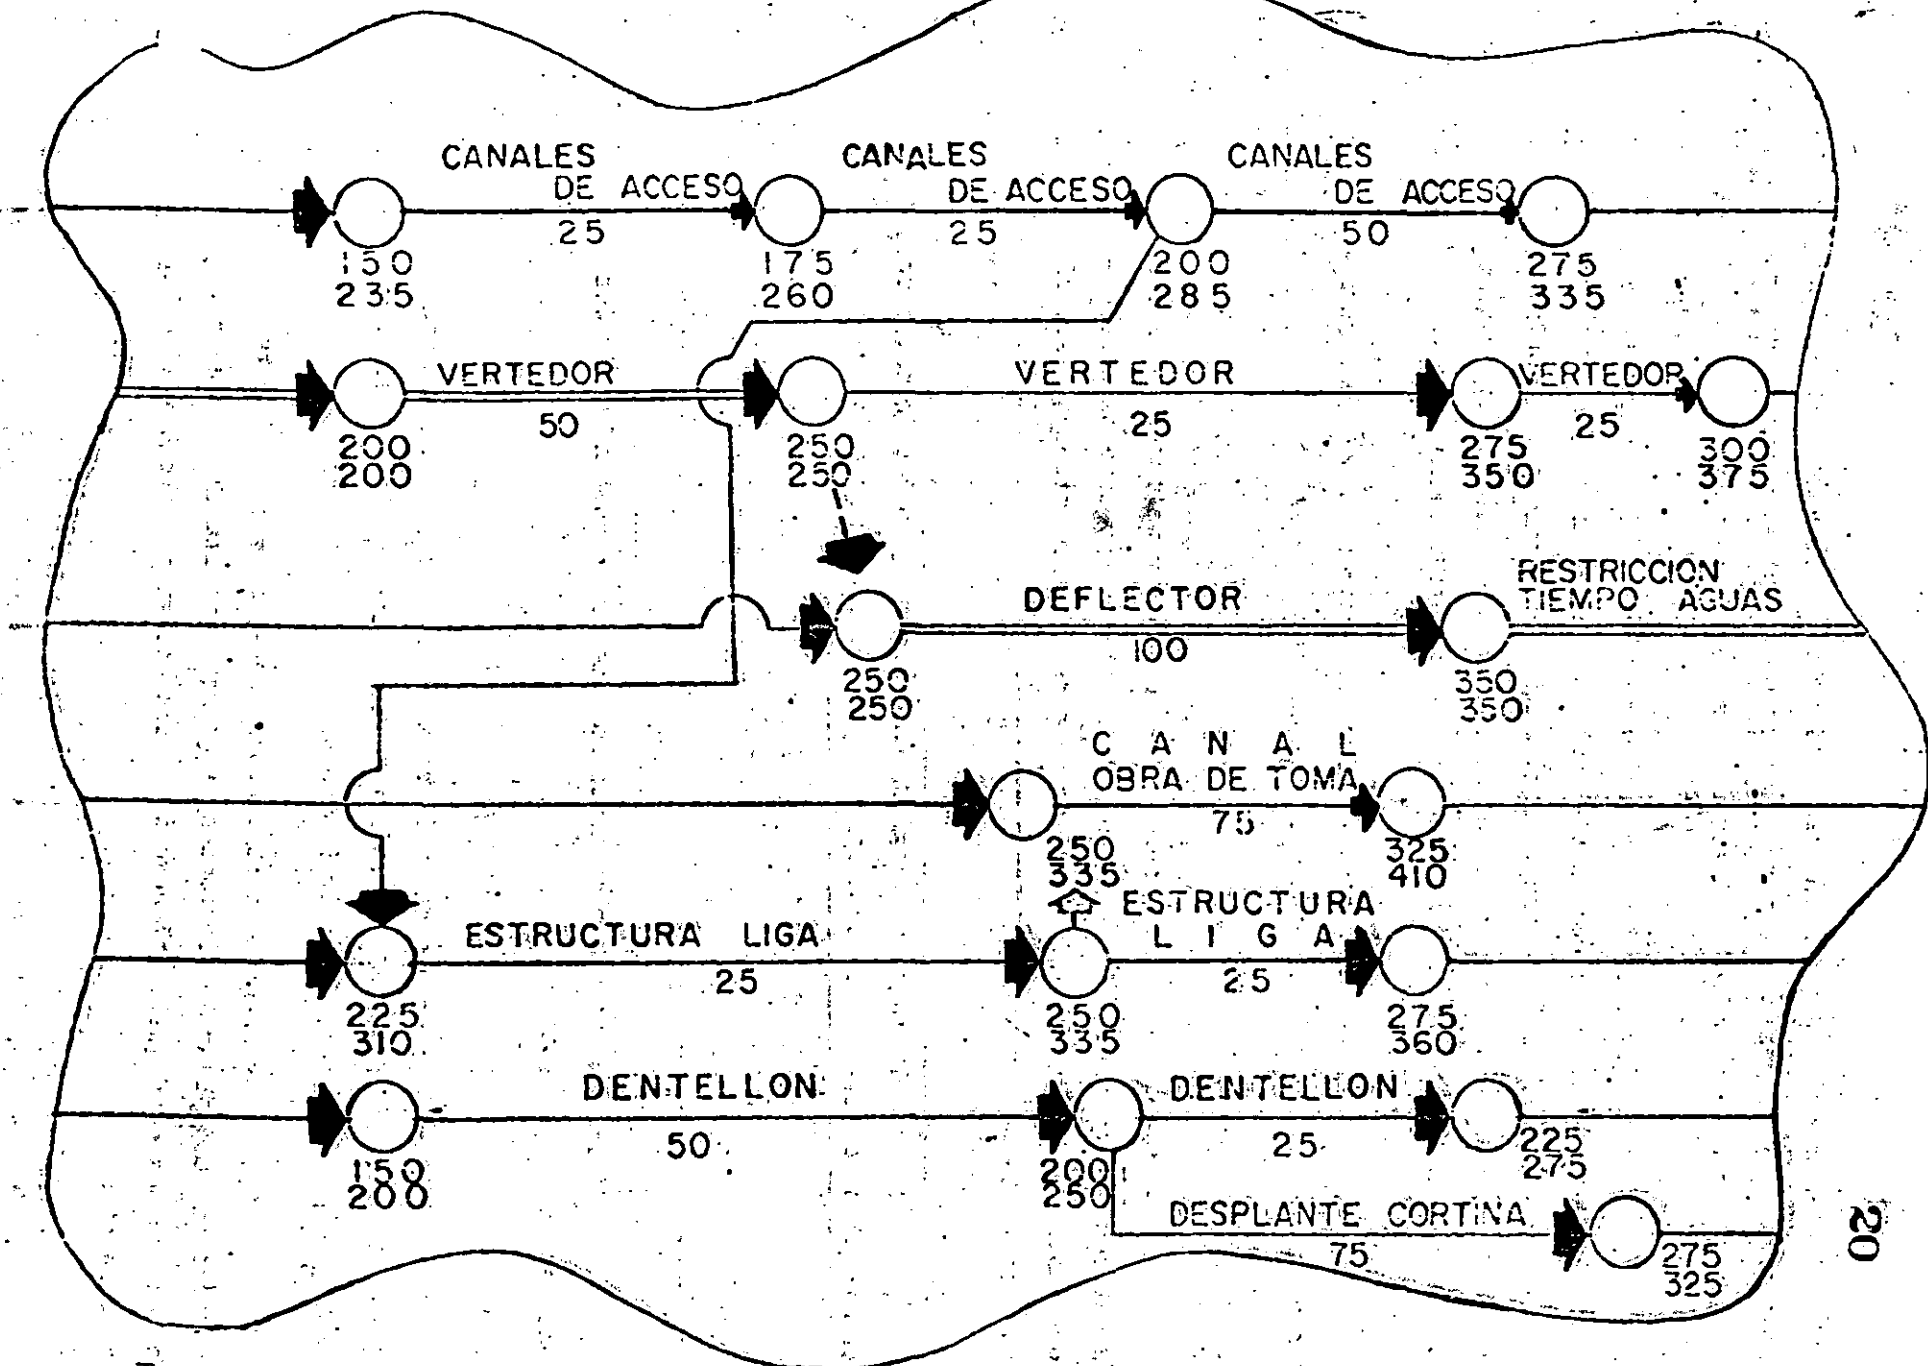 CANALES
DE ACCESO
25
CANALES
DE ACCESO
25
CANALES
DE ACCESO
50
150
235
175
260
200
285
275
335
VERTEDOR
50
VERTEDOR
25
VERTEDOR
25
200
200
250
250
275
350
300
375
DEFLECTOR
100
RESTRICCION
TIEMPO AGUAS
250
250
350
350
CANAL
OBRA DE TOMA
75
250
335
325
410
ESTRUCTURA LIGA
25
ESTRUCTURA
LIGA
25
225
310
250
335
275
360
DENTELLON
50
DENTELLON
25
150
200
200
250
225
275
DESPLANTE CORTINA
75
275
325
20